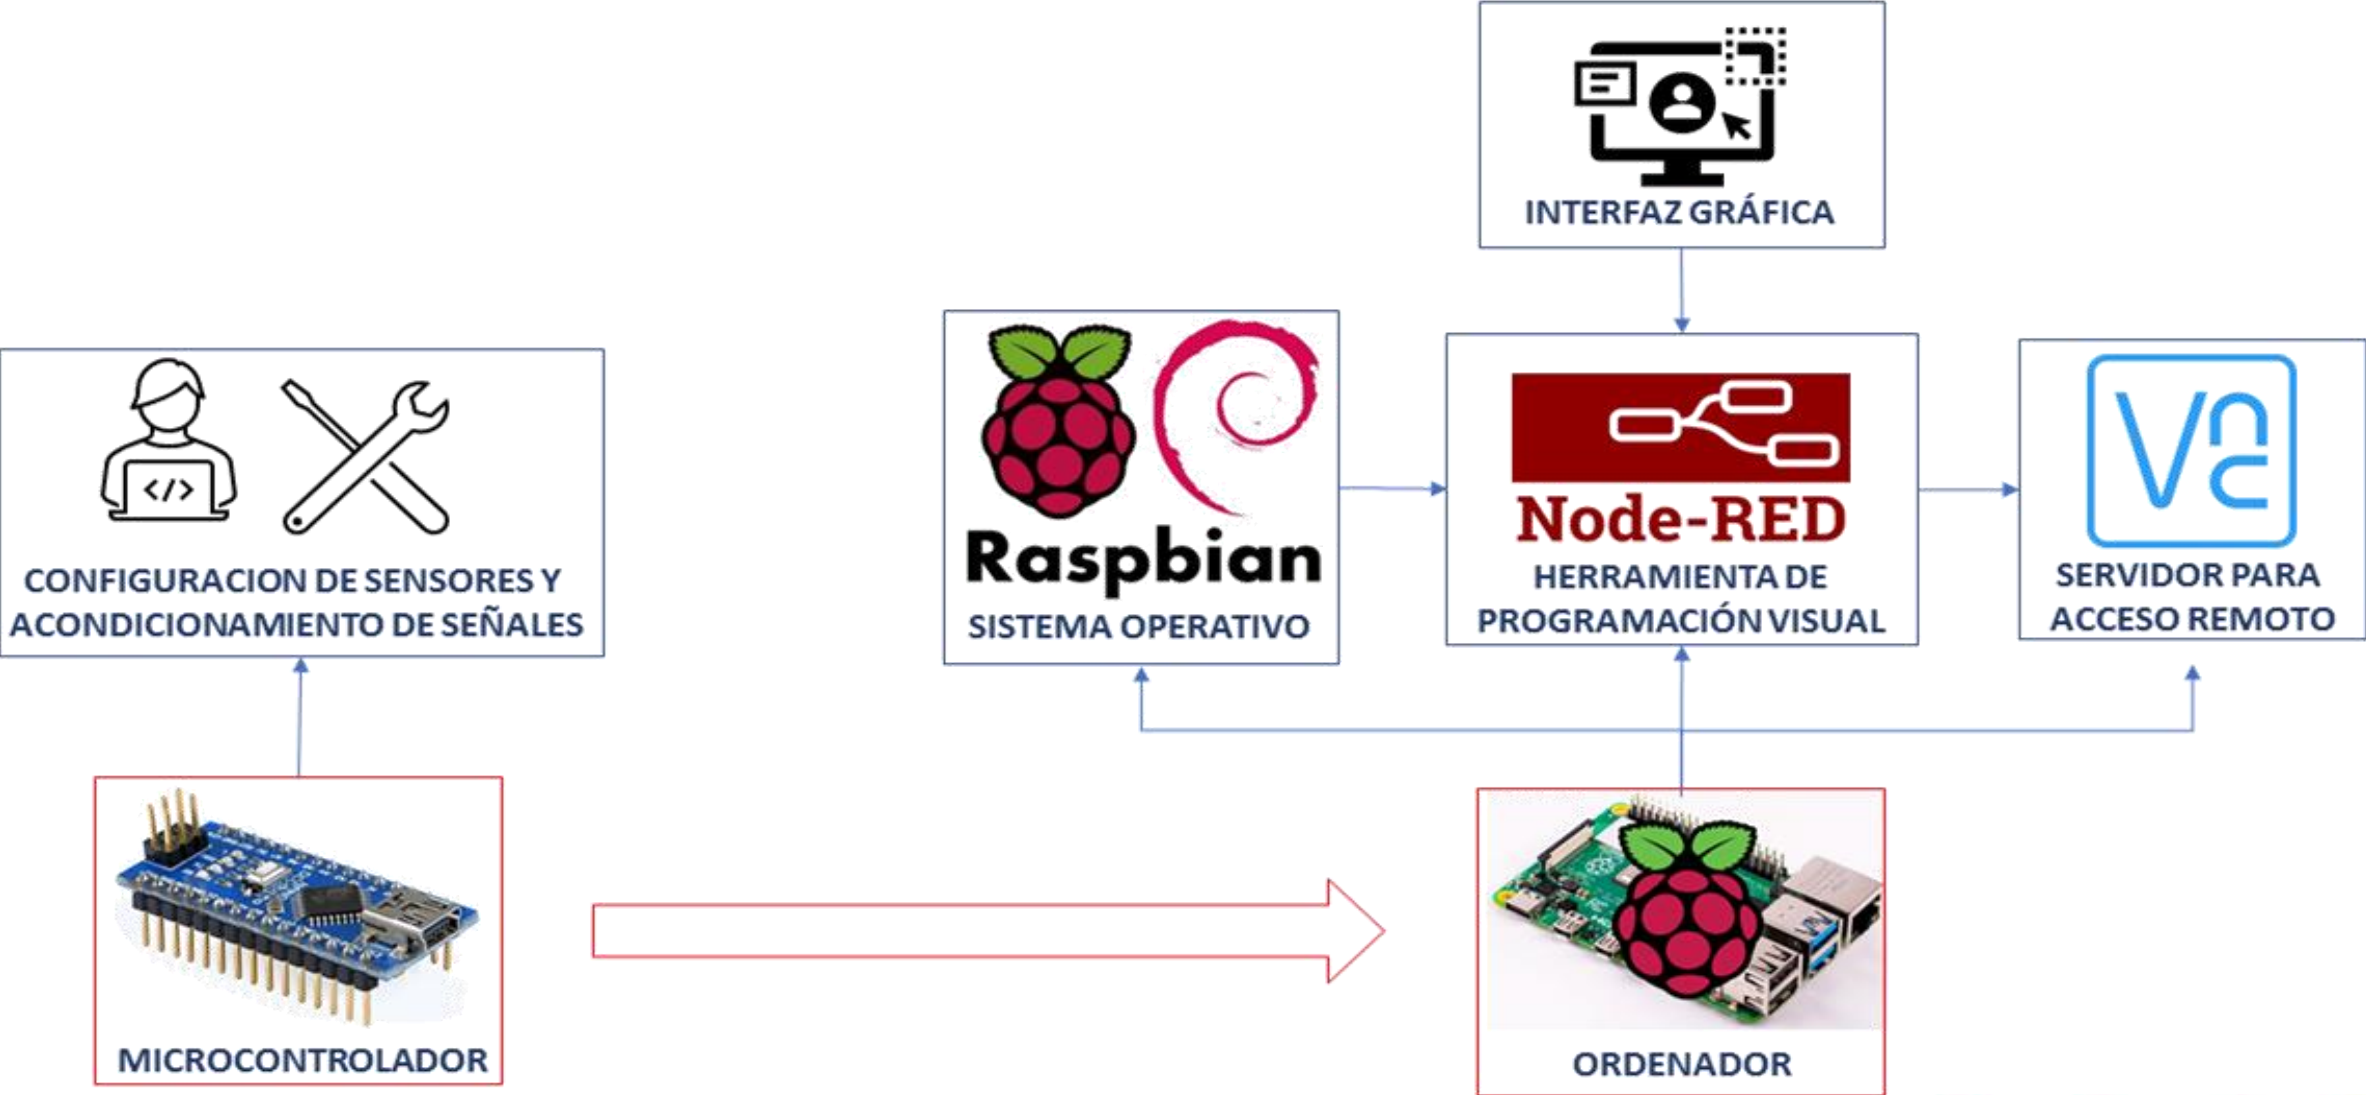 INTERFAZ GRÁFICA
Raspbian
SISTEMA OPERATIVO
Node-RED
HERRAMIENTA DE
PROGRAMACIÓN VISUAL
Vnc
SERVIDOR PARA
ACCESO REMOTO
</>
CONFIGURACION DE SENSORES Y
ACONDICIONAMIENTO DE SEÑALES
MICROCONTROLADOR
ORDENADOR